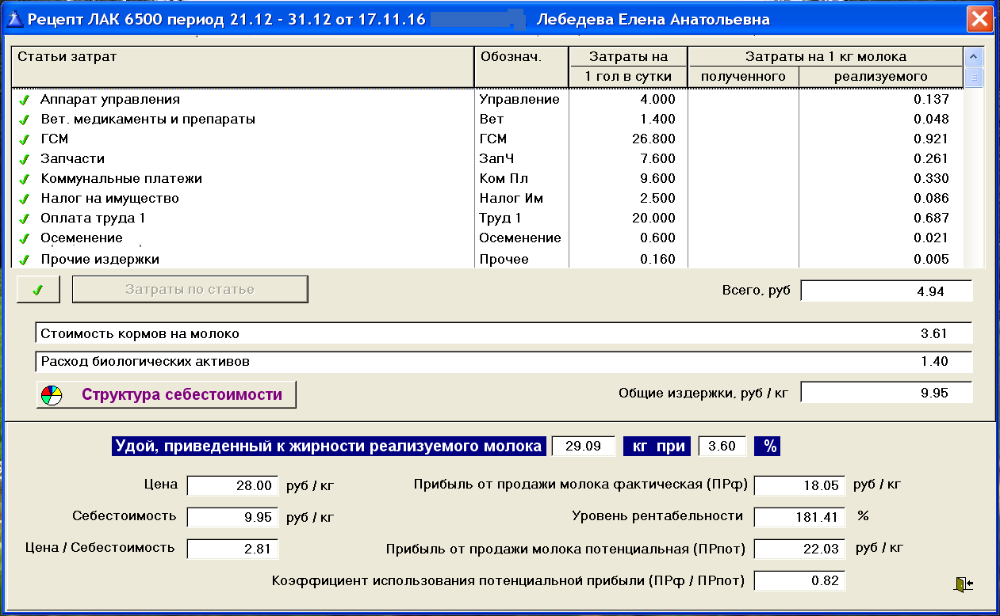 Рецепт ЛАК 6500 период 21.12 - 31.12 от 17.11.16 Лебедева Елена Анатольевна
Статьи затрат Обознач. Затраты на Затраты на 1 кг молока
1 гол в сутки полученного реализуемого
Аппарат управления Управление 4.000 0.137
Вет. медикаменты и препараты Вет 1.400 0.048
ГСМ ГСМ 26.800 0.921
Запчасти ЗапЧ 7.600 0.261
Коммунальные платежи Ком Пл 9.600 0.330
Налог на имущество Налог Им 2.500 0.086
Оплата труда 1 Труд 1 20.000 0.687
Осеменение Осеменение 0.600 0.021
Прочие издержки Прочее 0.160 0.005
Затраты по статье Всего, руб 4.94
Стоимость кормов на молоко 3.61
Расход биологических активов 1.40
Структура себестоимости Общие издержки, руб / кг 9.95
Удой, приведенный к жирности реализуемого молока 29.09 кг при 3.60 %
Цена 28.00 руб / кг Прибыль от продажи молока фактическая (ПРф) 18.05 руб / кг
Себестоимость 9.95 руб / кг Уровень рентабельности 181.41 %
Цена / Себестоимость 2.81 Прибыль от продажи молока потенциальная (ПРпот) 22.03 руб / кг
Коэффициент использования потенциальной прибыли (ПРф / ПРпот) 0.82